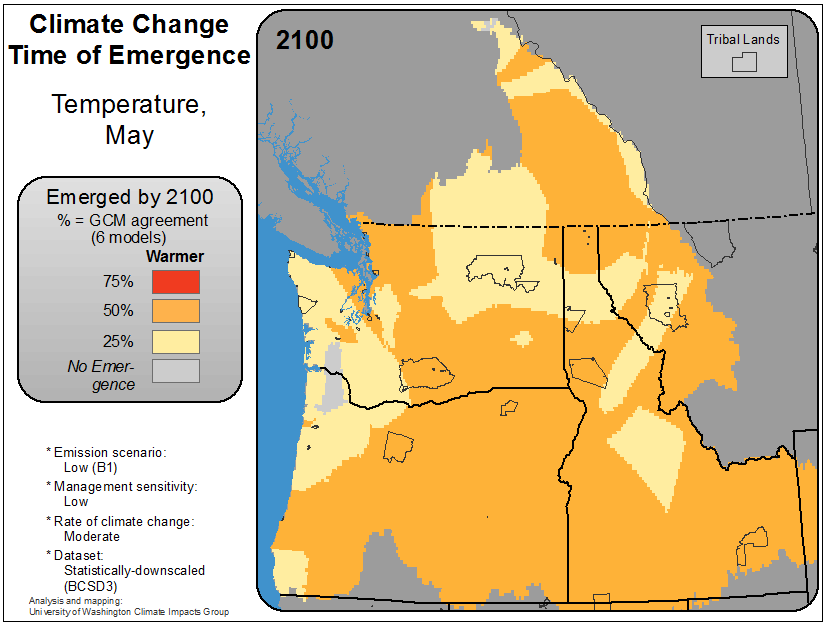 Climate Change
Time of Emergence
Temperature,
May
Emerged by 2100
% = GCM agreement
(6 models)
Warmer
75%
50%
25%
No Emer-
gence
* Emission scenario:
Low (B1)
* Management sensitivity:
Low
* Rate of climate change:
Moderate
* Dataset:
Statistically-downscaled
(BCSD3)
Analysis and mapping:
University of Washington Climate Impacts Group
2100
Tribal Lands